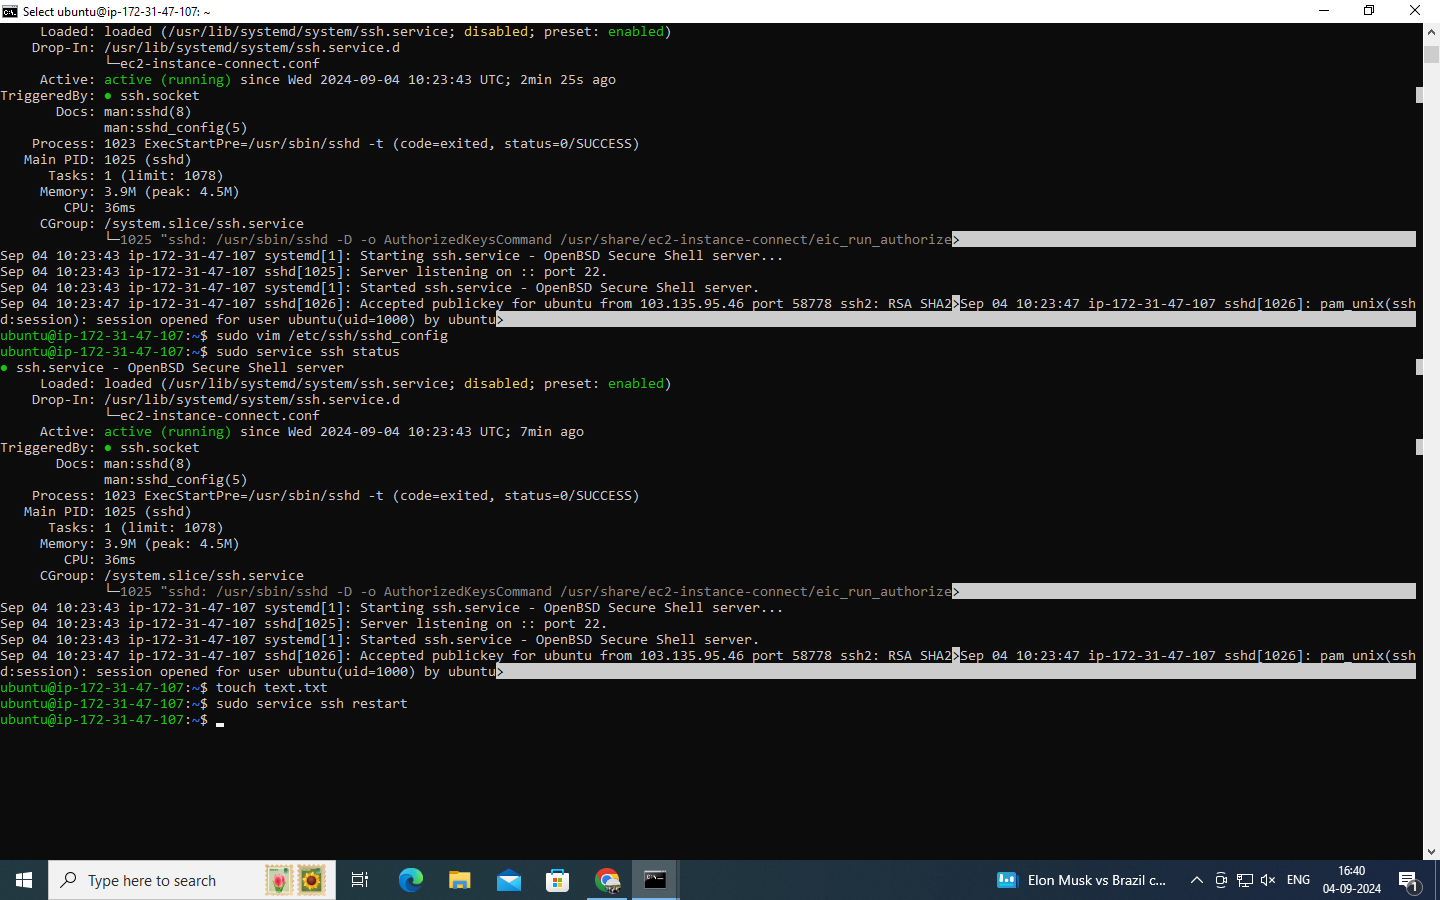 Select ubuntu@ip-172-31-47-107: ~
Loaded: loaded (/usr/lib/systemd/system/ssh.service; disabled; preset: enabled)
Drop-In: /usr/lib/systemd/system/ssh.service.d
└─ec2-instance-connect.conf
Active: active (running) since Wed 2024-09-04 10:23:43 UTC; 2min 25s ago
TriggeredBy: ● ssh.socket
Docs: man:sshd(8)
man:sshd_config(5)
Process: 1023 ExecStartPre=/usr/sbin/sshd -t (code=exited, status=0/SUCCESS)
Main PID: 1025 (sshd)
Tasks: 1 (limit: 1078)
Memory: 3.9M (peak: 4.5M)
CPU: 36ms
CGroup: /system.slice/ssh.service
└─1025 "sshd: /usr/sbin/sshd -D -o AuthorizedKeysCommand /usr/share/ec2-instance-connect/eic_run_authorize>
Sep 04 10:23:43 ip-172-31-47-107 systemd[1]: Starting ssh.service - OpenBSD Secure Shell server...
Sep 04 10:23:43 ip-172-31-47-107 sshd[1025]: Server listening on :: port 22.
Sep 04 10:23:43 ip-172-31-47-107 systemd[1]: Started ssh.service - OpenBSD Secure Shell server.
Sep 04 10:23:47 ip-172-31-47-107 sshd[1026]: Accepted publickey for ubuntu from 103.135.95.46 port 58778 ssh2: RSA SHA2>Sep 04 10:23:47 ip-172-31-47-107 sshd[1026]: pam_unix(ssh
d:session): session opened for user ubuntu(uid=1000) by ubuntu>
ubuntu@ip-172-31-47-107:~$ sudo vim /etc/ssh/sshd_config
ubuntu@ip-172-31-47-107:~$ sudo service ssh status
● ssh.service - OpenBSD Secure Shell server
Loaded: loaded (/usr/lib/systemd/system/ssh.service; disabled; preset: enabled)
Drop-In: /usr/lib/systemd/system/ssh.service.d
└─ec2-instance-connect.conf
Active: active (running) since Wed 2024-09-04 10:23:43 UTC; 7min ago
TriggeredBy: ● ssh.socket
Docs: man:sshd(8)
man:sshd_config(5)
Process: 1023 ExecStartPre=/usr/sbin/sshd -t (code=exited, status=0/SUCCESS)
Main PID: 1025 (sshd)
Tasks: 1 (limit: 1078)
Memory: 3.9M (peak: 4.5M)
CPU: 36ms
CGroup: /system.slice/ssh.service
└─1025 "sshd: /usr/sbin/sshd -D -o AuthorizedKeysCommand /usr/share/ec2-instance-connect/eic_run_authorize>
Sep 04 10:23:43 ip-172-31-47-107 systemd[1]: Starting ssh.service - OpenBSD Secure Shell server...
Sep 04 10:23:43 ip-172-31-47-107 sshd[1025]: Server listening on :: port 22.
Sep 04 10:23:43 ip-172-31-47-107 systemd[1]: Started ssh.service - OpenBSD Secure Shell server.
Sep 04 10:23:47 ip-172-31-47-107 sshd[1026]: Accepted publickey for ubuntu from 103.135.95.46 port 58778 ssh2: RSA SHA2>Sep 04 10:23:47 ip-172-31-47-107 sshd[1026]: pam_unix(ssh
d:session): session opened for user ubuntu(uid=1000) by ubuntu>
ubuntu@ip-172-31-47-107:~$ touch text.txt
ubuntu@ip-172-31-47-107:~$ sudo service ssh restart
ubuntu@ip-172-31-47-107:~$
Type here to search
Elon Musk vs Brazil c...
ENG
16:40
04-09-2024
1